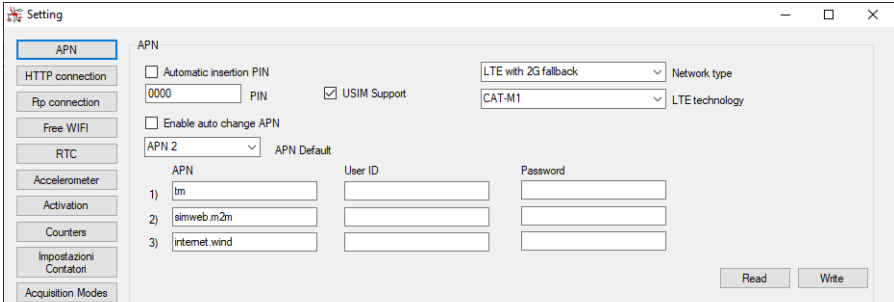 Setting
APN
HTTP connection
Ftp connection
Free WIFI
RTC
Accelerometer
Activation
Counters
Impostazioni
Contatori
Acquisition Modes
APN
Automatic insertion PIN
0000 PIN
USIM Support
LTE with 2G fallback Network type
CAT-M1 LTE technology
Enable auto change APN
APN 2 APN Default
APN User ID Password
1) tm
2) simweb.m2m
3) internet.wind
Read Write